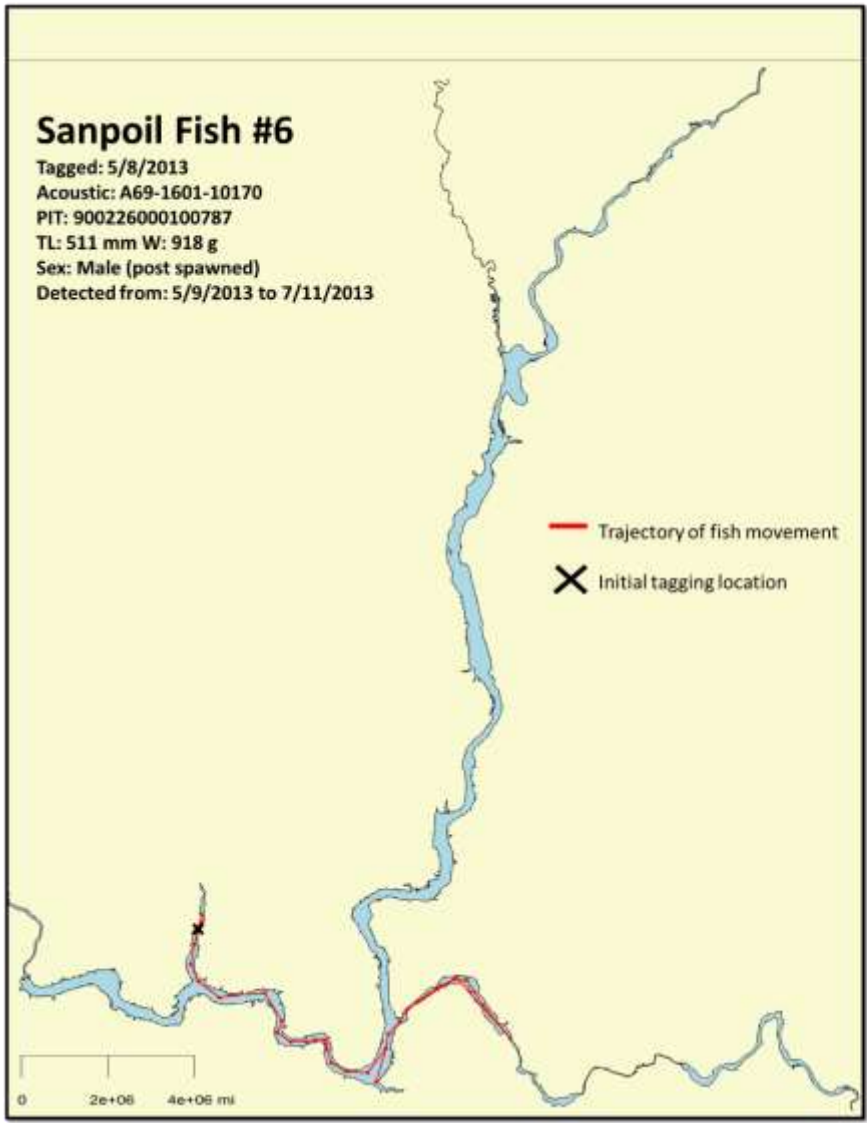 Sanpoil Fish #6
Tagged: 5/8/2013
Acoustic: A69-1601-10170
PIT: 900226000100787
TL: 511 mm W: 918 g
Sex: Male (post spawned)
Detected from: 5/9/2013 to 7/11/2013
Trajectory of fish movement
Initial tagging location
0 2e+06 4e+06 mi